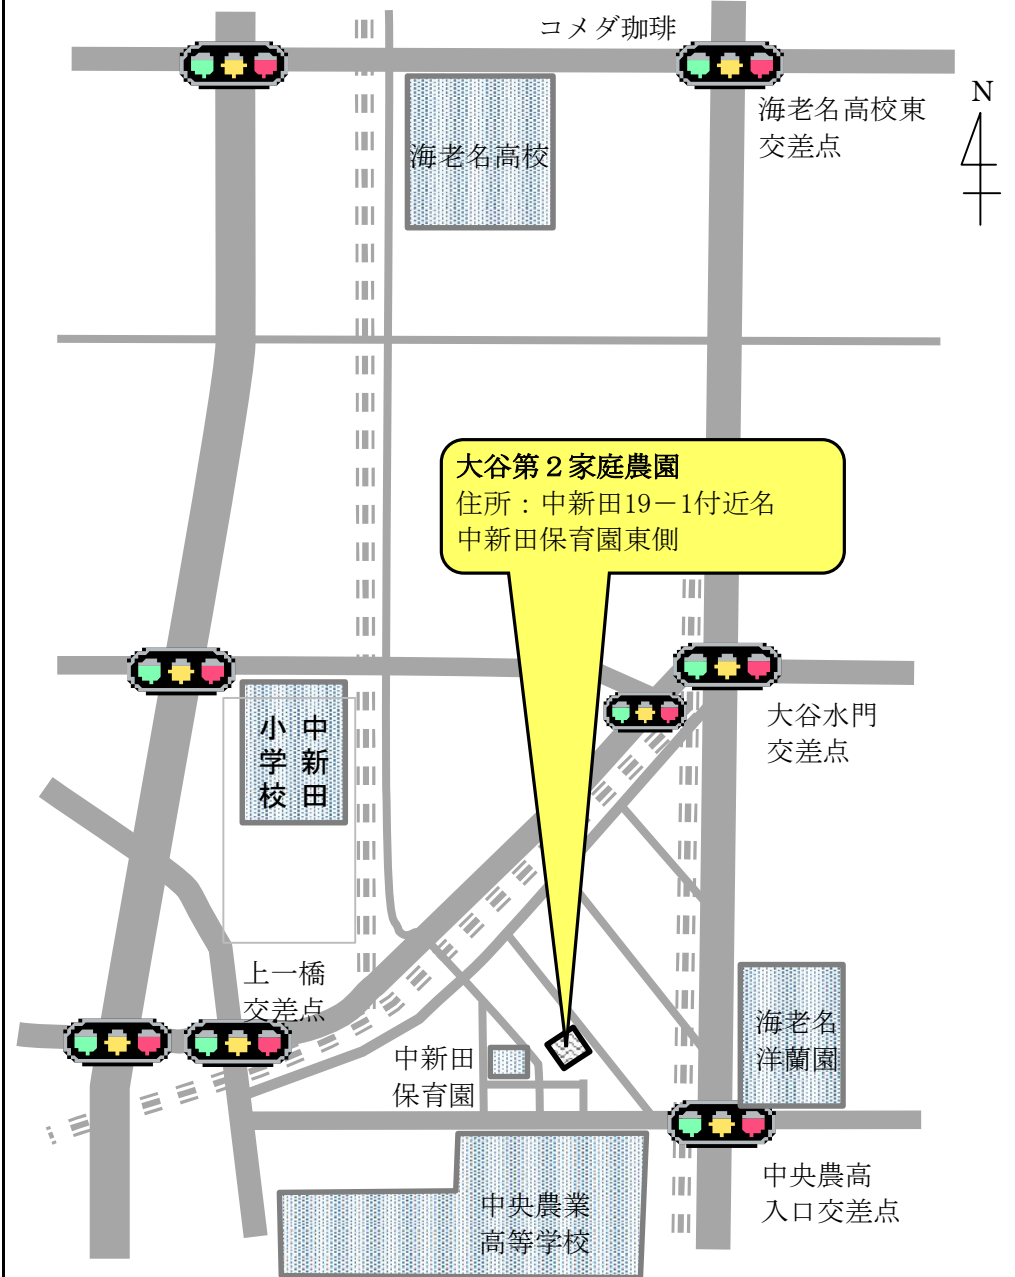 コメダ珈琲
海老名高校東
交差点
N
海老名高校
大谷第２家庭農園
住所：中新田19－1付近名
中新田保育園東側
大谷水門
交差点
中新田
小学校
上一橋
交差点
中新田
保育園
海老名
洋蘭園
中央農高
入口交差点
中央農業
高等学校